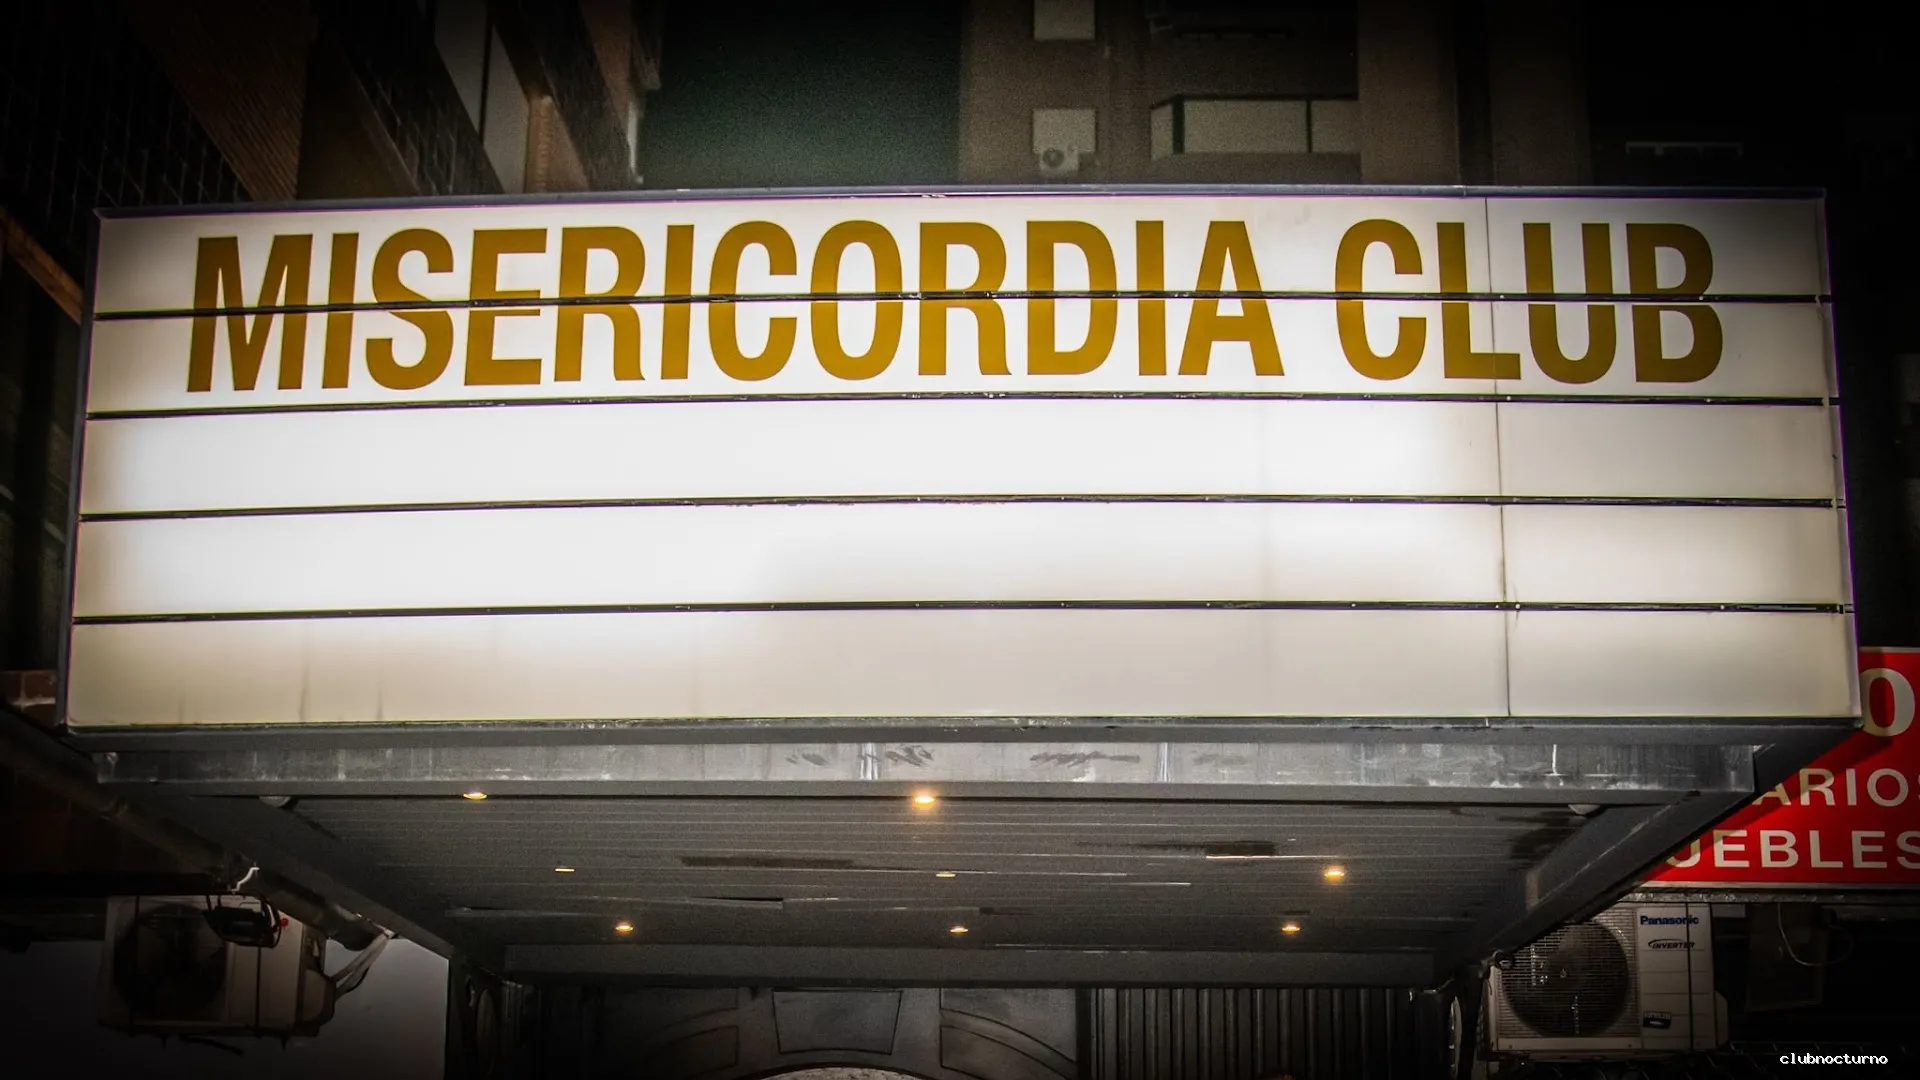 MISERICORDIA CLUB
O
ARIOS
UEBLES
Panasonic
INVERTER
clubnocturno